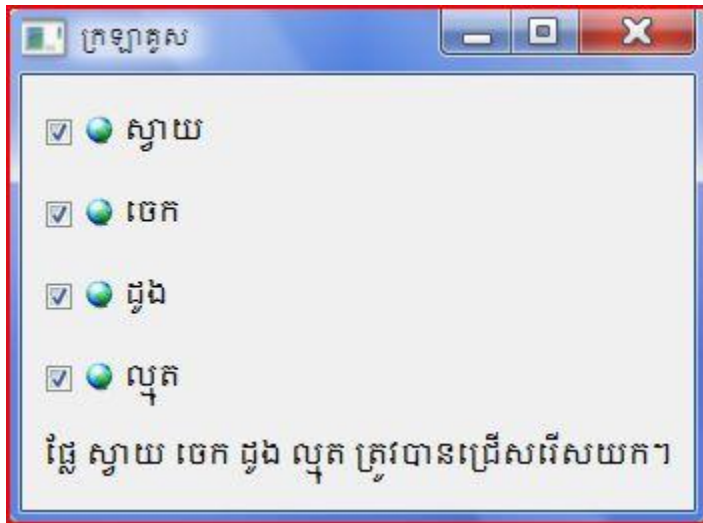 ក្រឡាគូស
ស្វាយ
ចេក
ដូង
ល្មុត
ផ្លែ ស្វាយ ចេក ដូង ល្មុត ត្រូវបានជ្រើសរើសយក។